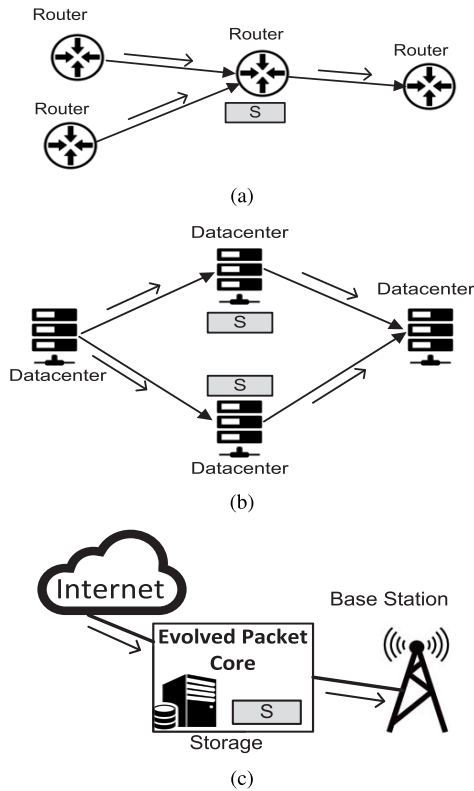 Router
Router
Router
Router
S
(a)
Datacenter
Datacenter
S
Datacenter
S
Datacenter
(b)
Internet
Base Station
Evolved Packet
Core
S
Storage
(c)